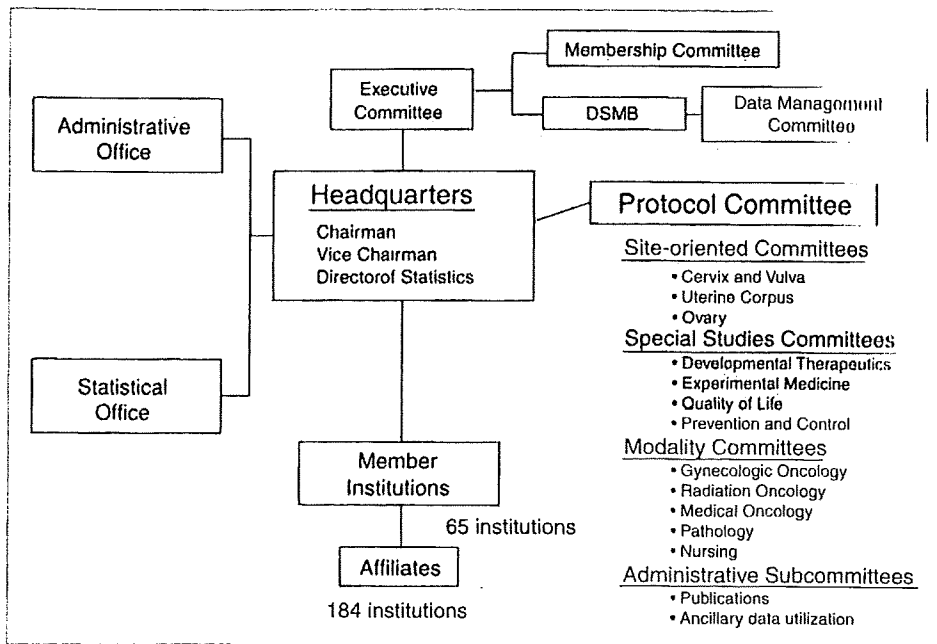 Membership Committee
Executive
Committee
DSMB
Data Management
Committee
Administrative
Office
Headquarters
Chairman
Vice Chairman
Directorof Statistics
Protocol Committee
Site-oriented Committees
• Cervix and Vulva
• Uterine Corpus
• Ovary
Special Studies Committees
• Developmental Therapeutics
• Experimental Medicine
• Quality of Life
• Prevention and Control
Modality Committees
• Gynecologic Oncology
• Radiation Oncology
• Medical Oncology
• Pathology
• Nursing
Administrative Subcommittees
• Publications
• Ancillary data utilization
Statistical
Office
Member
Institutions
65 institutions
Affiliates
184 institutions